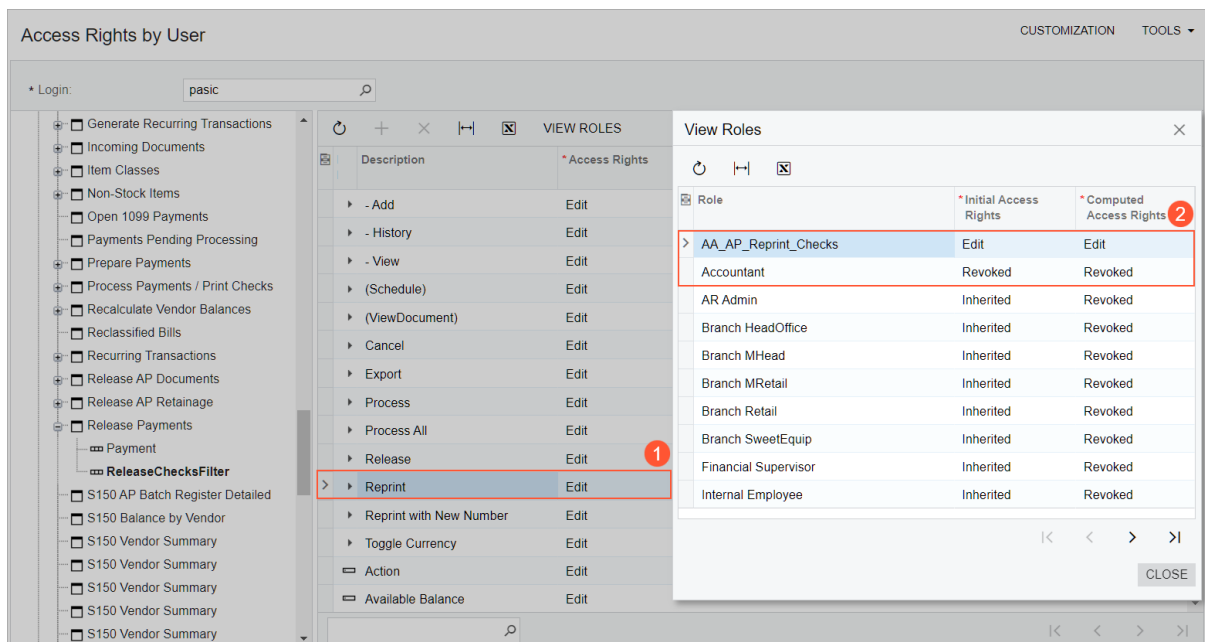 Access Rights by User
CUSTOMIZATION TOOLS
* Login: pasic
Generate Recurring Transactions
Incoming Documents
Item Classes
Non-Stock Items
Open 1099 Payments
Payments Pending Processing
Prepare Payments
Process Payments / Print Checks
Recalculate Vendor Balances
Reclassified Bills
Recurring Transactions
Release AP Documents
Release AP Retainage
Release Payments
Payment
ReleaseChecksFilter
S150 AP Batch Register Detailed
S150 Balance by Vendor
S150 Vendor Summary
S150 Vendor Summary
S150 Vendor Summary
S150 Vendor Summary
S150 Vendor Summary
VIEW ROLES
Description * Access Rights
- Add Edit
- History Edit
- View Edit
(Schedule) Edit
(ViewDocument) Edit
Cancel Edit
Export Edit
Process Edit
Process All Edit
Release Edit
1
Reprint Edit
Reprint with New Number Edit
Toggle Currency Edit
Action Edit
Available Balance Edit
View Roles
Role * Initial Access Rights * Computed Access Rights
2
AA_AP_Reprint_Checks Edit Edit
Accountant Revoked Revoked
AR Admin Inherited Revoked
Branch HeadOffice Inherited Revoked
Branch MHead Inherited Revoked
Branch MRetail Inherited Revoked
Branch Retail Inherited Revoked
Branch SweetEquip Inherited Revoked
Financial Supervisor Inherited Revoked
Internal Employee Inherited Revoked
CLOSE